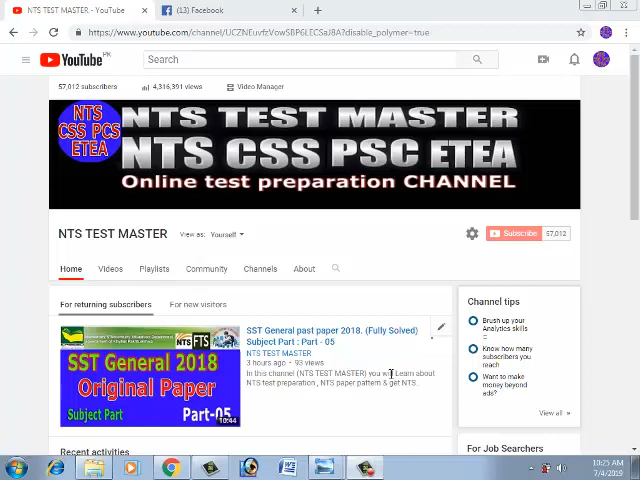 NTS TEST MASTER - YouTube
(13) Facebook
https://www.youtube.com/channel/UCZNEuvfzVowSBP6LECSaJ8A?disable_polymer=true
YouTube PK
Search
57,012 subscribers
4,316,391 views
Video Manager
NTS
CSS PCS
ETEA
NTS TEST MASTER
NTS CSS PSC ETEA
Online test preparation CHANNEL
NTS TEST MASTER
View as: Yourself
Subscribe 57,012
Home
Videos
Playlists
Community
Channels
About
For returning subscribers
For new visitors
NTS FTS
SST General 2018
Original Paper
Subject Part
Part-05
10:44
SST General past paper 2018. (Fully Solved)
Subject Part : Part - 05
NTS TEST MASTER
3 hours ago • 93 views
In this channel (NTS TEST MASTER) you will Learn about
NTS test preparation , NTS paper pattern & get NTS...
Recent activities
Channel tips
Brush up your
Analytics skills
Know how many
subscribers you
reach
Want to make
money beyond
ads?
View all »
For Job Searchers
10:25 AM
7/4/2019